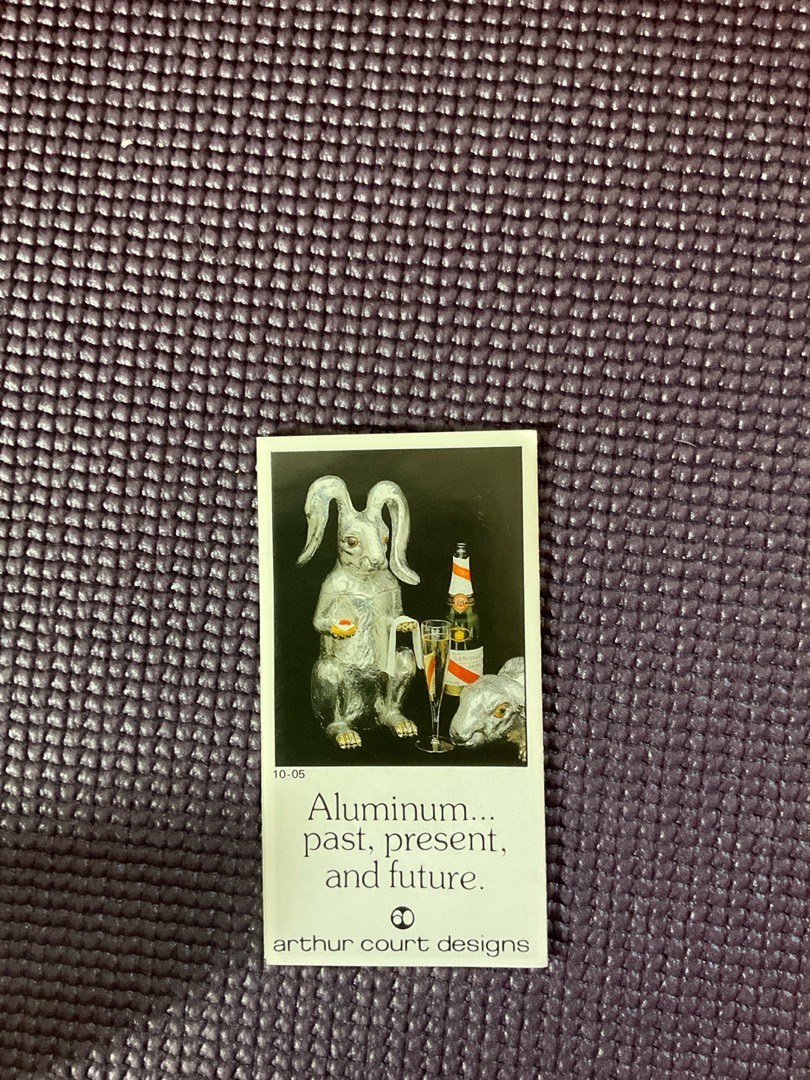 10-05
Aluminum...
past, present,
and future.
arthur court designs